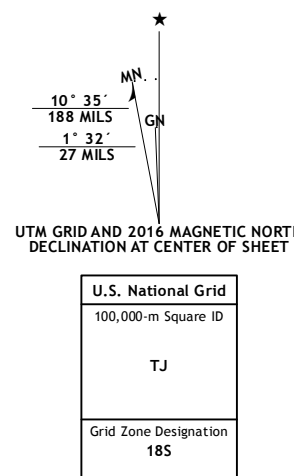 ★
MN
GN
10° 35´
188 MILS
1° 32´
27 MILS
UTM GRID AND 2016 MAGNETIC NORTH
DECLINATION AT CENTER OF SHEET
U.S. National Grid
100,000-m Square ID
TJ
Grid Zone Designation
18S